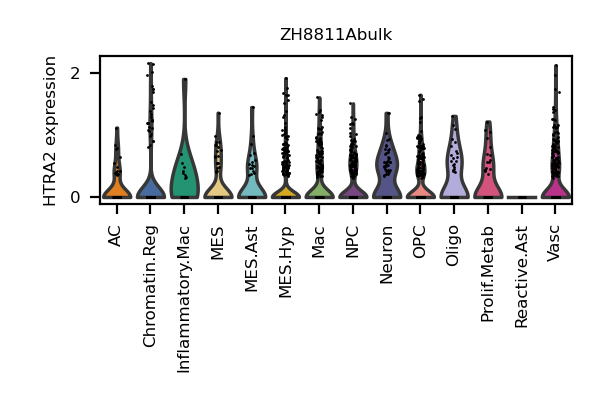 ZH8811Abulk
HTRA2 expression
2
0
AC
Chromatin.Reg
Inflammatory.Mac
MES
MES.Ast
MES.Hyp
Mac
NPC
Neuron
OPC
Oligo
Prolif.Metab
Reactive.Ast
Vasc